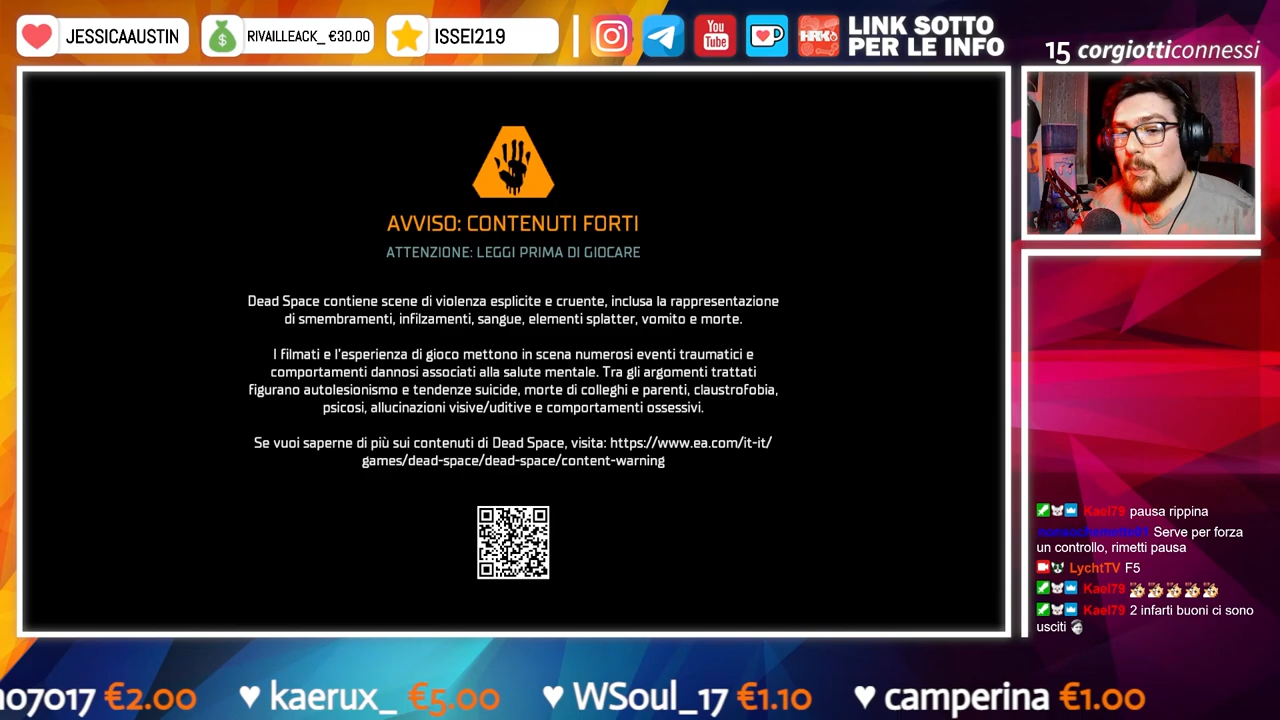 JESSICAAUSTIN
RIVAILLEACK_ €30.00
ISSEI219
You
Tube
HRK
LINK SOTTO
PER LE INFO
15 corgiotticonnessi
AVVISO: CONTENUTI FORTI
ATTENZIONE: LEGGI PRIMA DI GIOCARE
Dead Space contiene scene di violenza esplicite e cruente, inclusa la rappresentazione
di smembramenti, infilzamenti, sangue, elementi splatter, vomito e morte.
I filmati e l'esperienza di gioco mettono in scena numerosi eventi traumatici e
comportamenti dannosi associati alla salute mentale. Tra gli argomenti trattati
figurano autolesionismo e tendenze suicide, morte di colleghi e parenti, claustrofobia,
psicosi, allucinazioni visive/uditive e comportamenti ossessivi.
Se vuoi saperne di più sui contenuti di Dead Space, visita: https://www.ea.com/it-it/
games/dead-space/dead-space/content-warning
Kael79 pausa rippina
Serve per forza
un controllo, rimetti pausa
LychtTV F5
Kael79
Kael79 2 infarti buoni ci sono
usciti
o7017 €2.00 ♥ kaerux_ €5.00 ♥ WSoul_17 €1.10 ♥ camperina €1.00